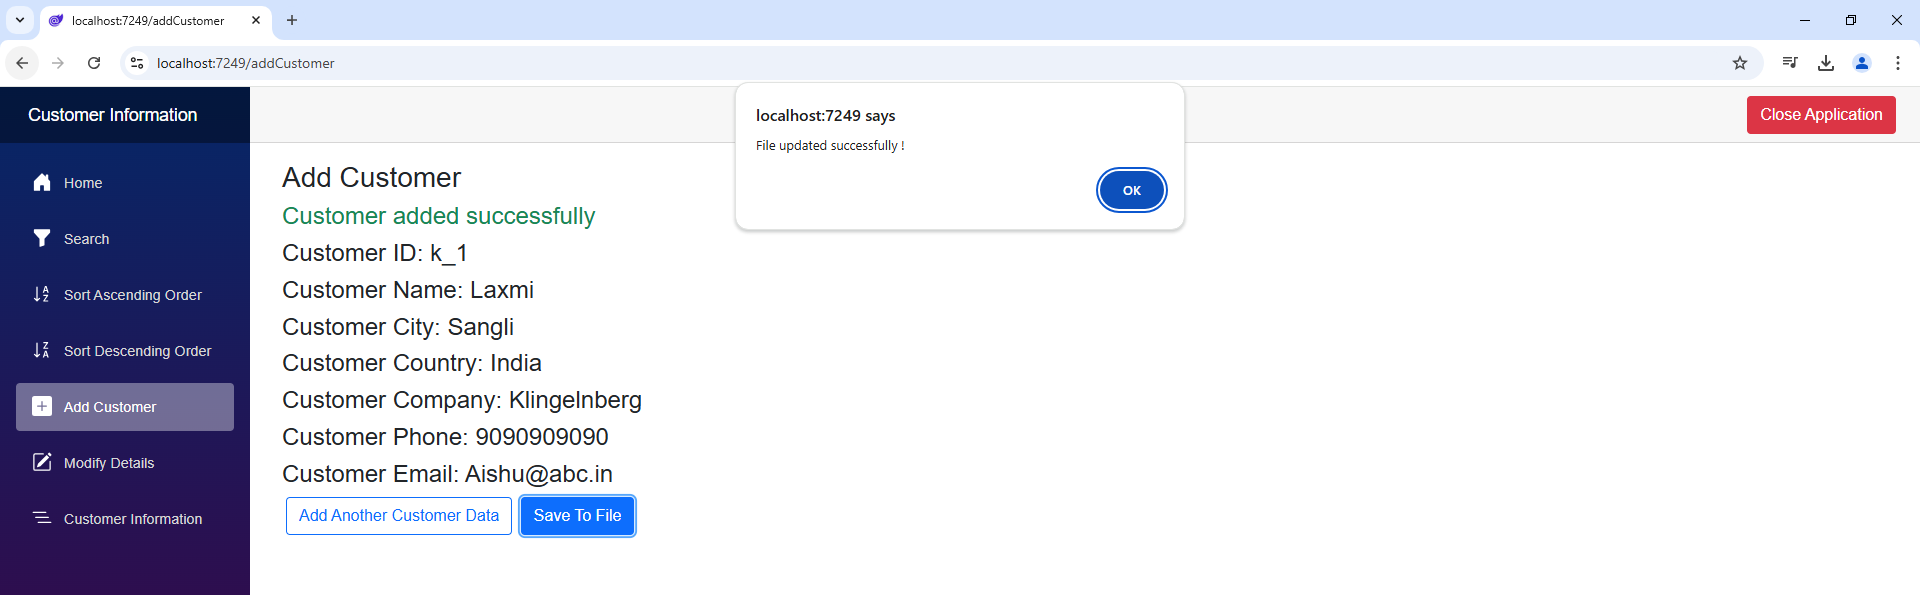 localhost:7249/addCustomer
localhost:7249/addCustomer
Customer Information
Close Application
localhost:7249 says
File updated successfully !
OK
Home
Search
Sort Ascending Order
Sort Descending Order
Add Customer
Modify Details
Customer Information
Add Customer
Customer added successfully
Customer ID: k_1
Customer Name: Laxmi
Customer City: Sangli
Customer Country: India
Customer Company: Klingelnberg
Customer Phone: 9090909090
Customer Email: Aishu@abc.in
Add Another Customer Data
Save To File